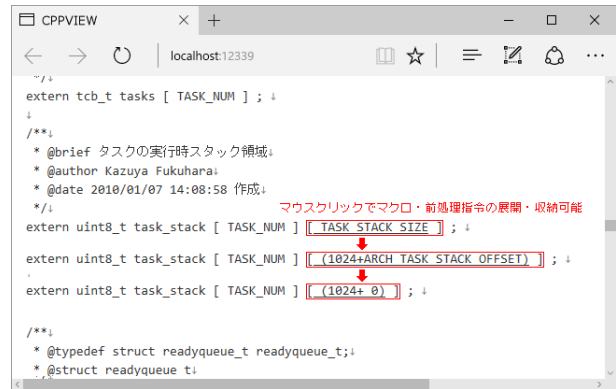 CPPVIEW
localhost:12339
*/↓
extern tcb_t tasks [ TASK_NUM ] ; ↓
↓
/**↓
* @brief タスクの実行時スタック領域↓
* @author Kazuya Fukuhara↓
* @date 2010/01/07 14:08:58 作成↓
*/↓
マウスクリックでマクロ・前処理指令の展開・収納可能
extern uint8_t task_stack [ TASK_NUM ] [ TASK_STACK_SIZE ] ; ↓
extern uint8_t task_stack [ TASK_NUM ] [ (1024+ARCH_TASK_STACK_OFFSET) ] ; ↓
extern uint8_t task_stack [ TASK_NUM ] [ (1024+ 0) ] ; ↓
/**↓
* @typedef struct readyqueue_t readyqueue_t;↓
* @struct readyqueue_t↓